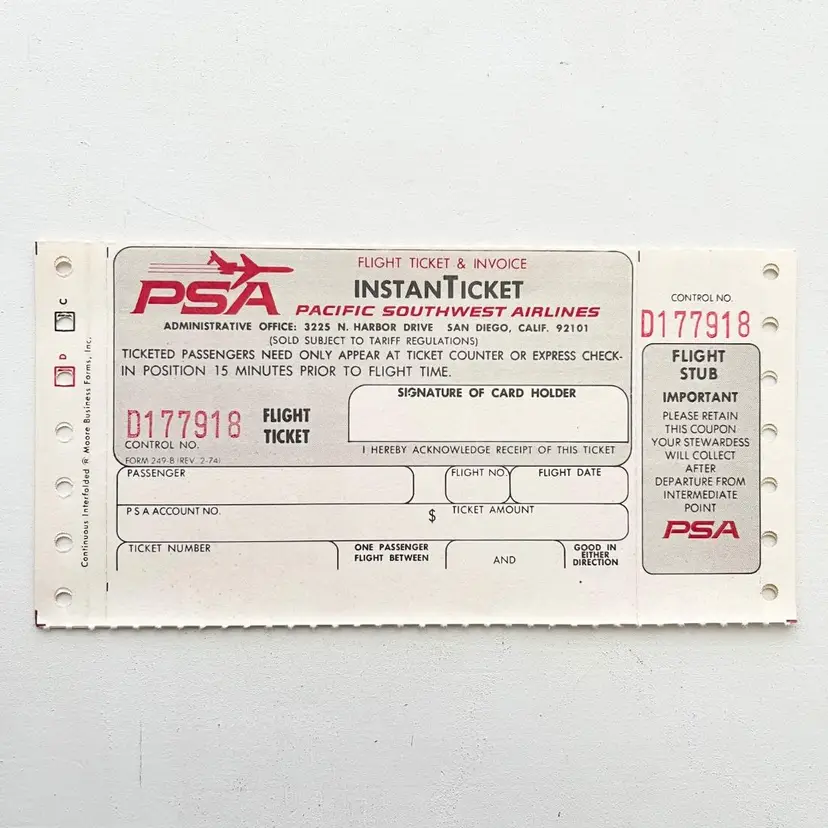 PSA
FLIGHT TICKET & INVOICE
INSTANTICKET
PACIFIC SOUTHWEST AIRLINES
ADMINISTRATIVE OFFICE: 3225 N. HARBOR DRIVE SAN DIEGO, CALIF. 92101
(SOLD SUBJECT TO TARIFF REGULATIONS)
TICKETED PASSENGERS NEED ONLY APPEAR AT TICKET COUNTER OR EXPRESS CHECK-
IN POSITION 15 MINUTES PRIOR TO FLIGHT TIME.
SIGNATURE OF CARD HOLDER
D177918
CONTROL NO.
FLIGHT
TICKET
I HEREBY ACKNOWLEDGE RECEIPT OF THIS TICKET
FORM 249-B (REV. 2-74)
PASSENGER
FLIGHT NO.
FLIGHT DATE
PSA ACCOUNT NO.
$ TICKET AMOUNT
TICKET NUMBER
ONE PASSENGER
FLIGHT BETWEEN
AND
GOOD IN
EITHER
DIRECTION
CONTROL NO.
D177918
FLIGHT
STUB
IMPORTANT
PLEASE RETAIN
THIS COUPON
YOUR STEWARDESS
WILL COLLECT
AFTER
DEPARTURE FROM
INTERMEDIATE
POINT
PSA
C
D
Continuous Interfolded ® Moore Business Forms, Inc.